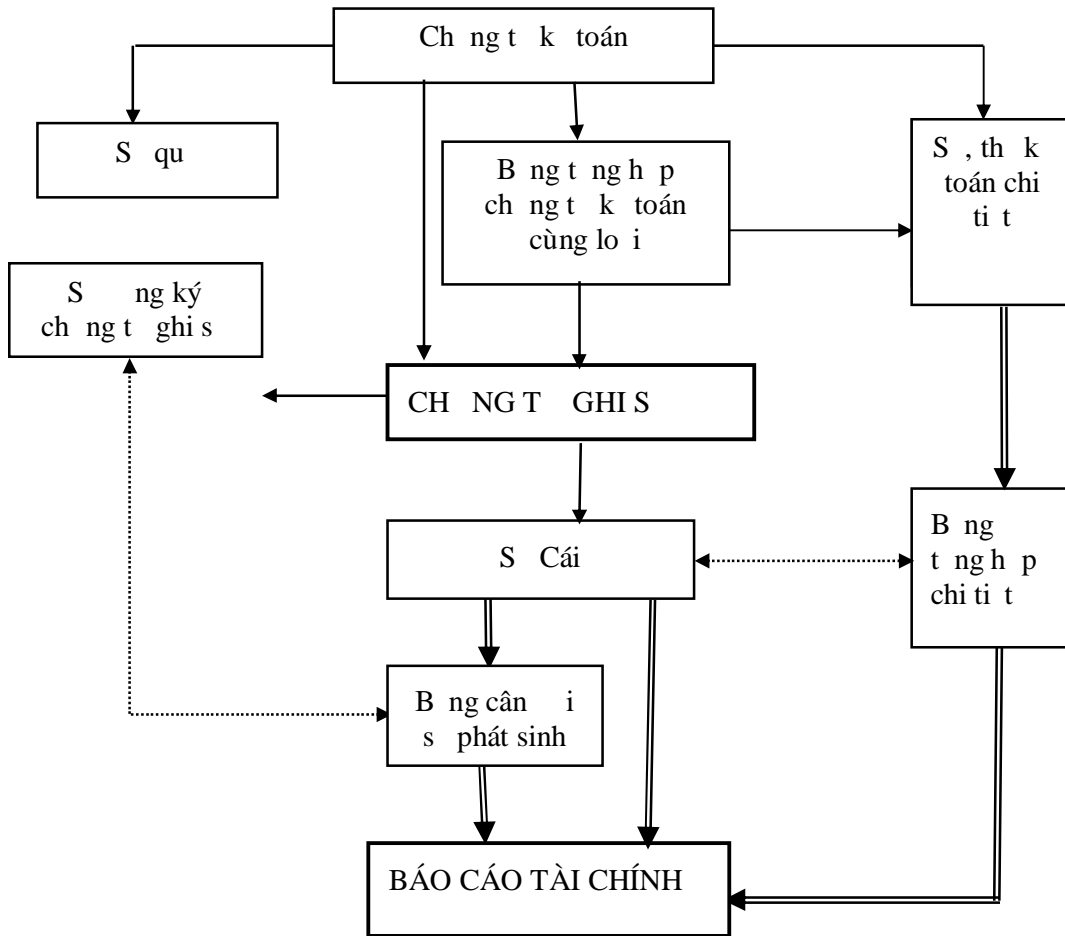 Ch ng t k toán
S qu
B ng t ng h p
ch ng t k toán
cùng lo i
S , th k
toán chi
ti t
S ng ký
ch ng t ghi s
CH NG T GHI S
S Cái
B ng
t ng h p
chi ti t
B ng cân i
s phát sinh
BÁO CÁO TÀI CHÍNH